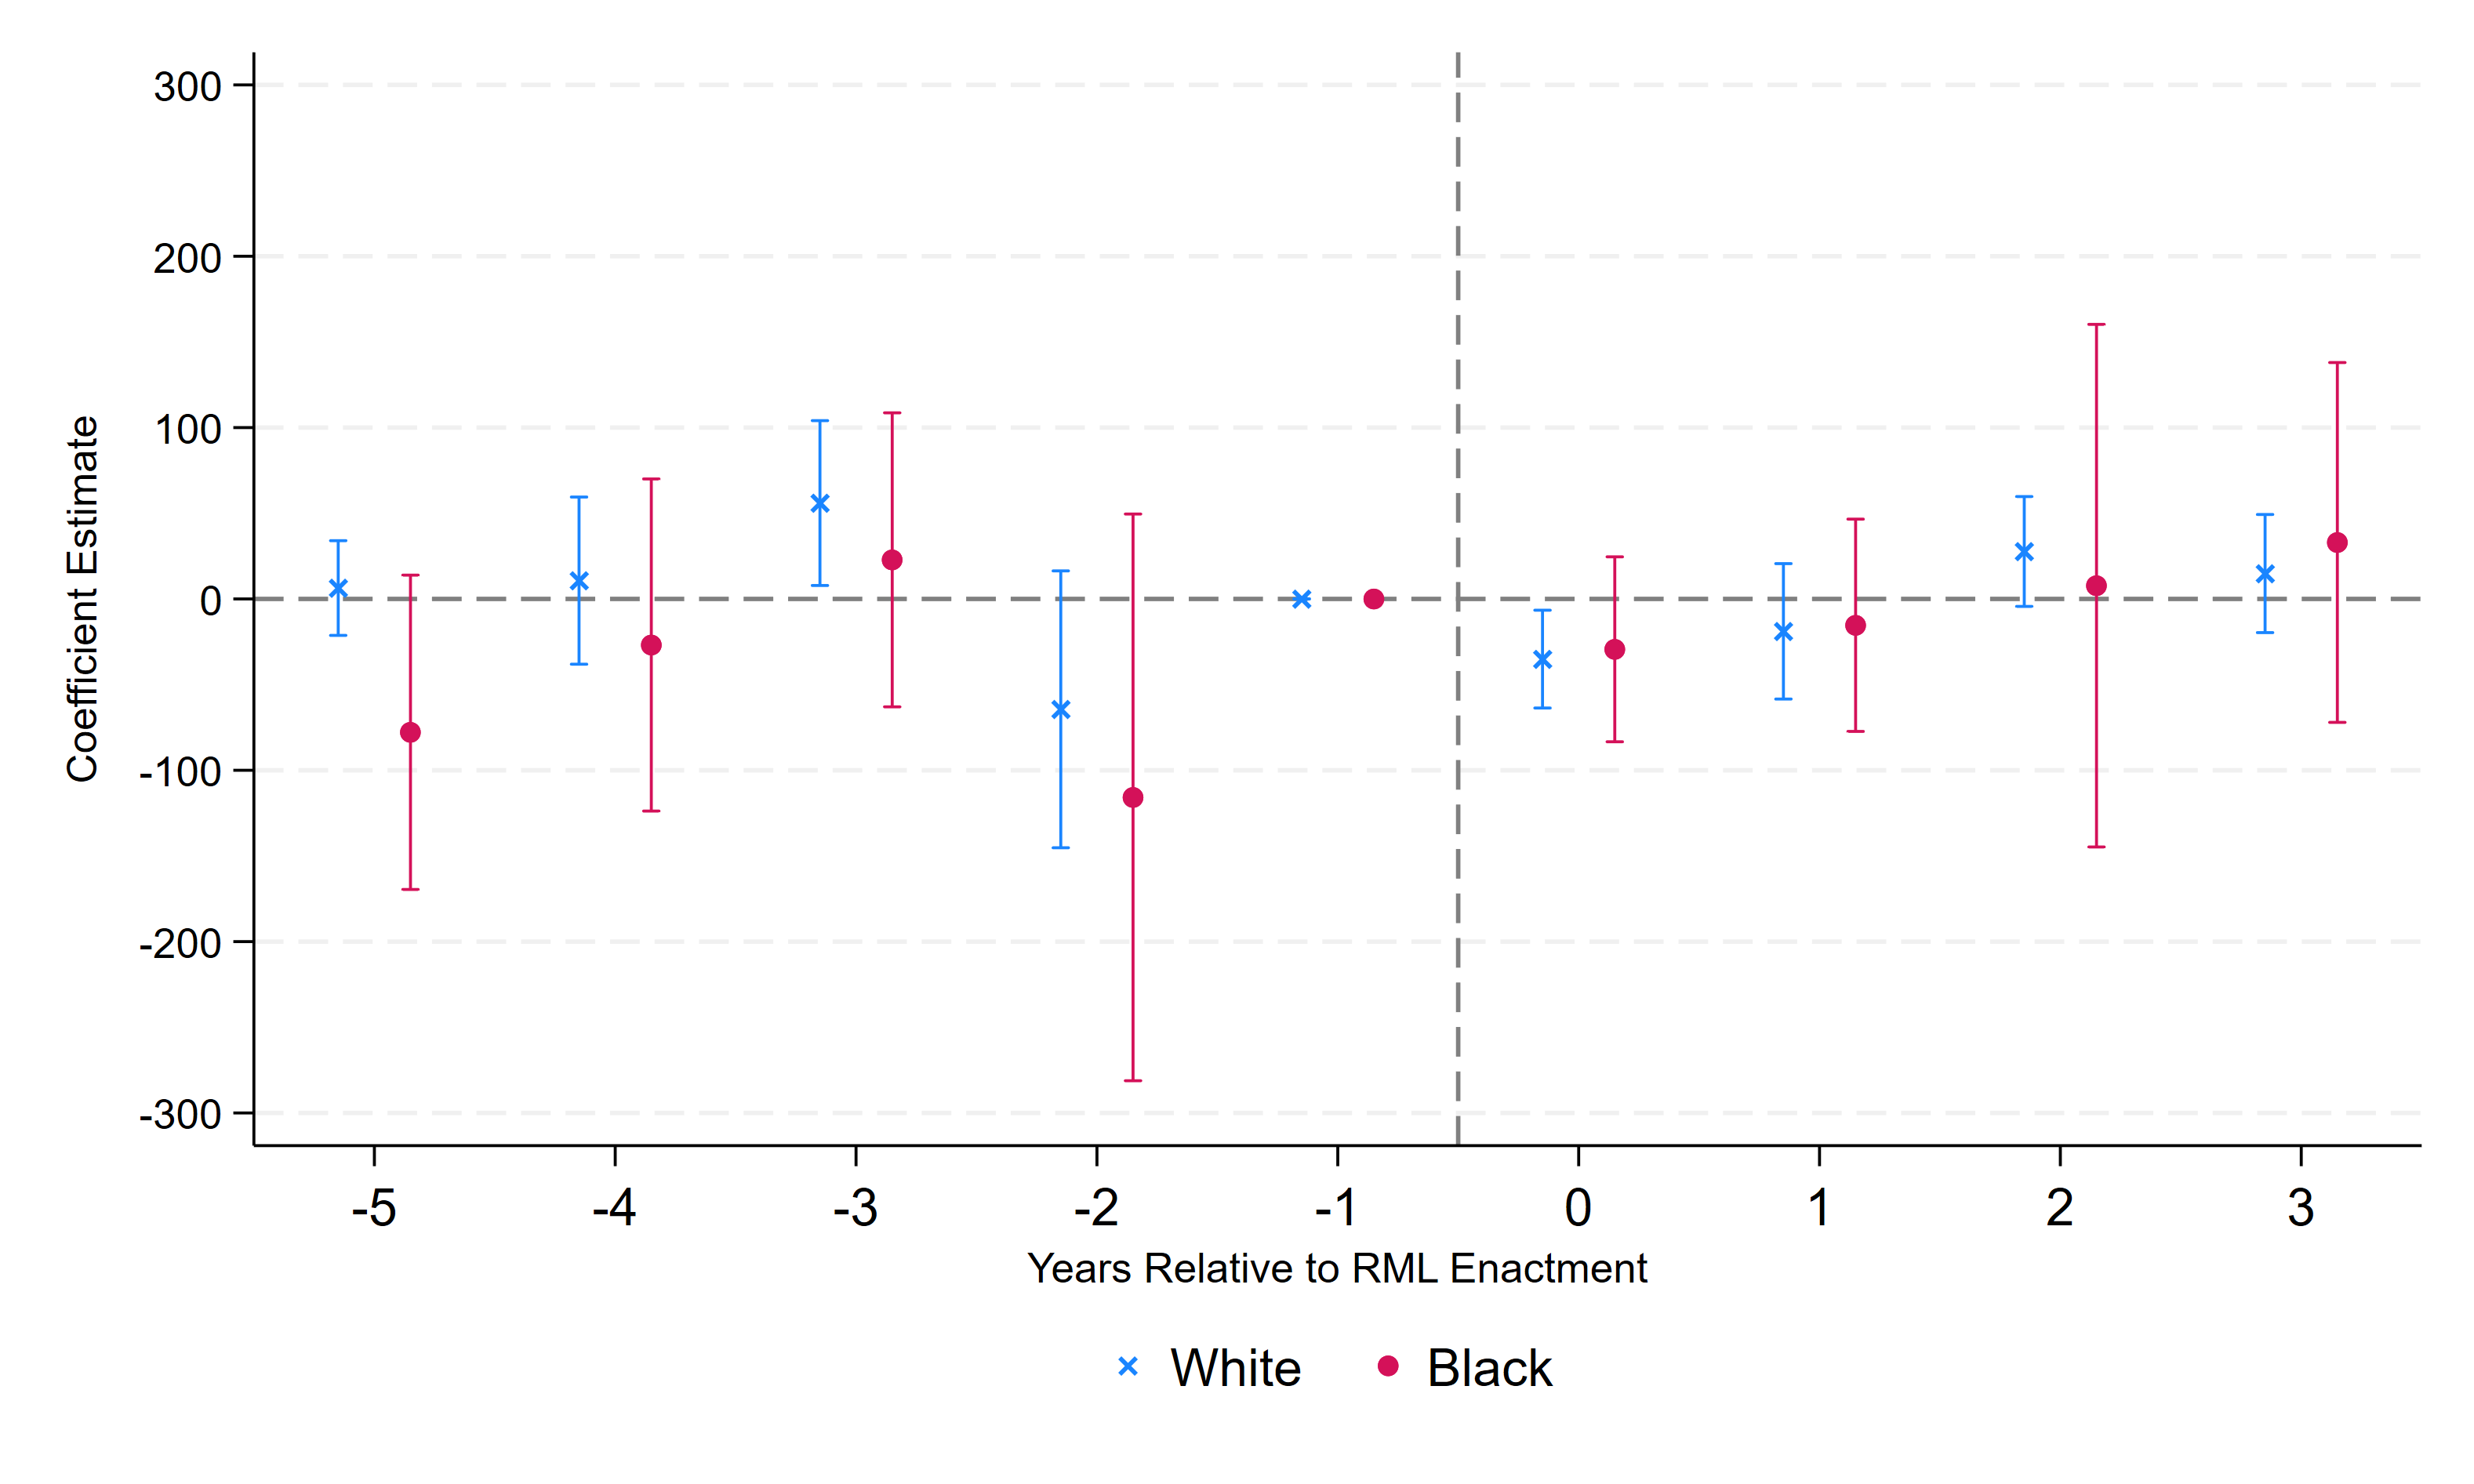 300
200
100
0
-100
-200
-300
Coefficient Estimate
-5 -4 -3 -2 -1 0 1 2 3
Years Relative to RML Enactment
White Black